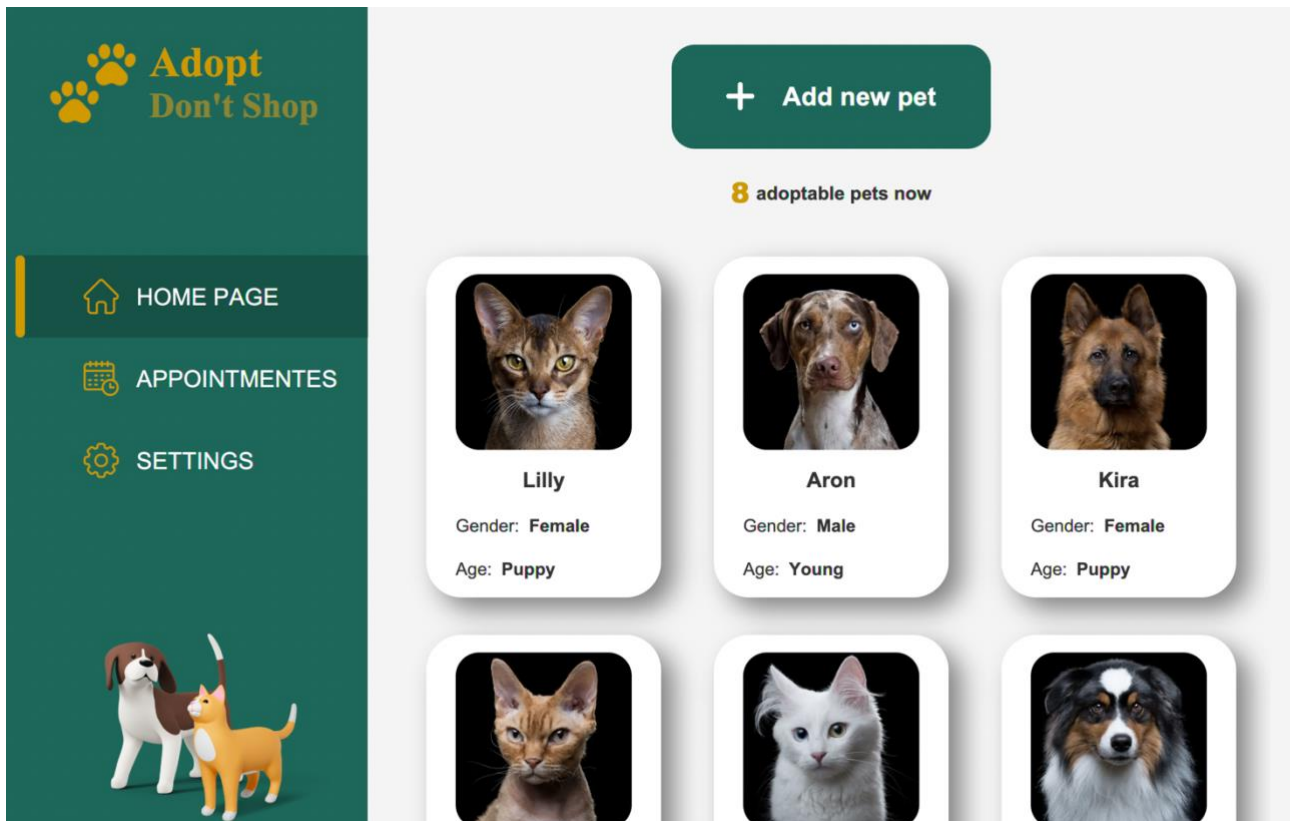 Adopt
Don't Shop
HOME PAGE
APPOINTMENTES
SETTINGS
Add new pet
8 adoptable pets now
Lilly
Gender: Female
Age: Puppy
Aron
Gender: Male
Age: Young
Kira
Gender: Female
Age: Puppy